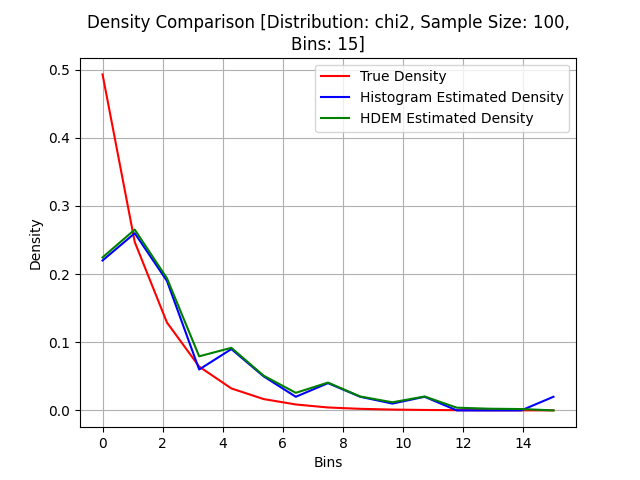 Density Comparison [Distribution: chi2, Sample Size: 100,
Bins: 15]
True Density
Histogram Estimated Density
HDEM Estimated Density
Density
0.5
0.4
0.3
0.2
0.1
0.0
0 2 4 6 8 10 12 14
Bins